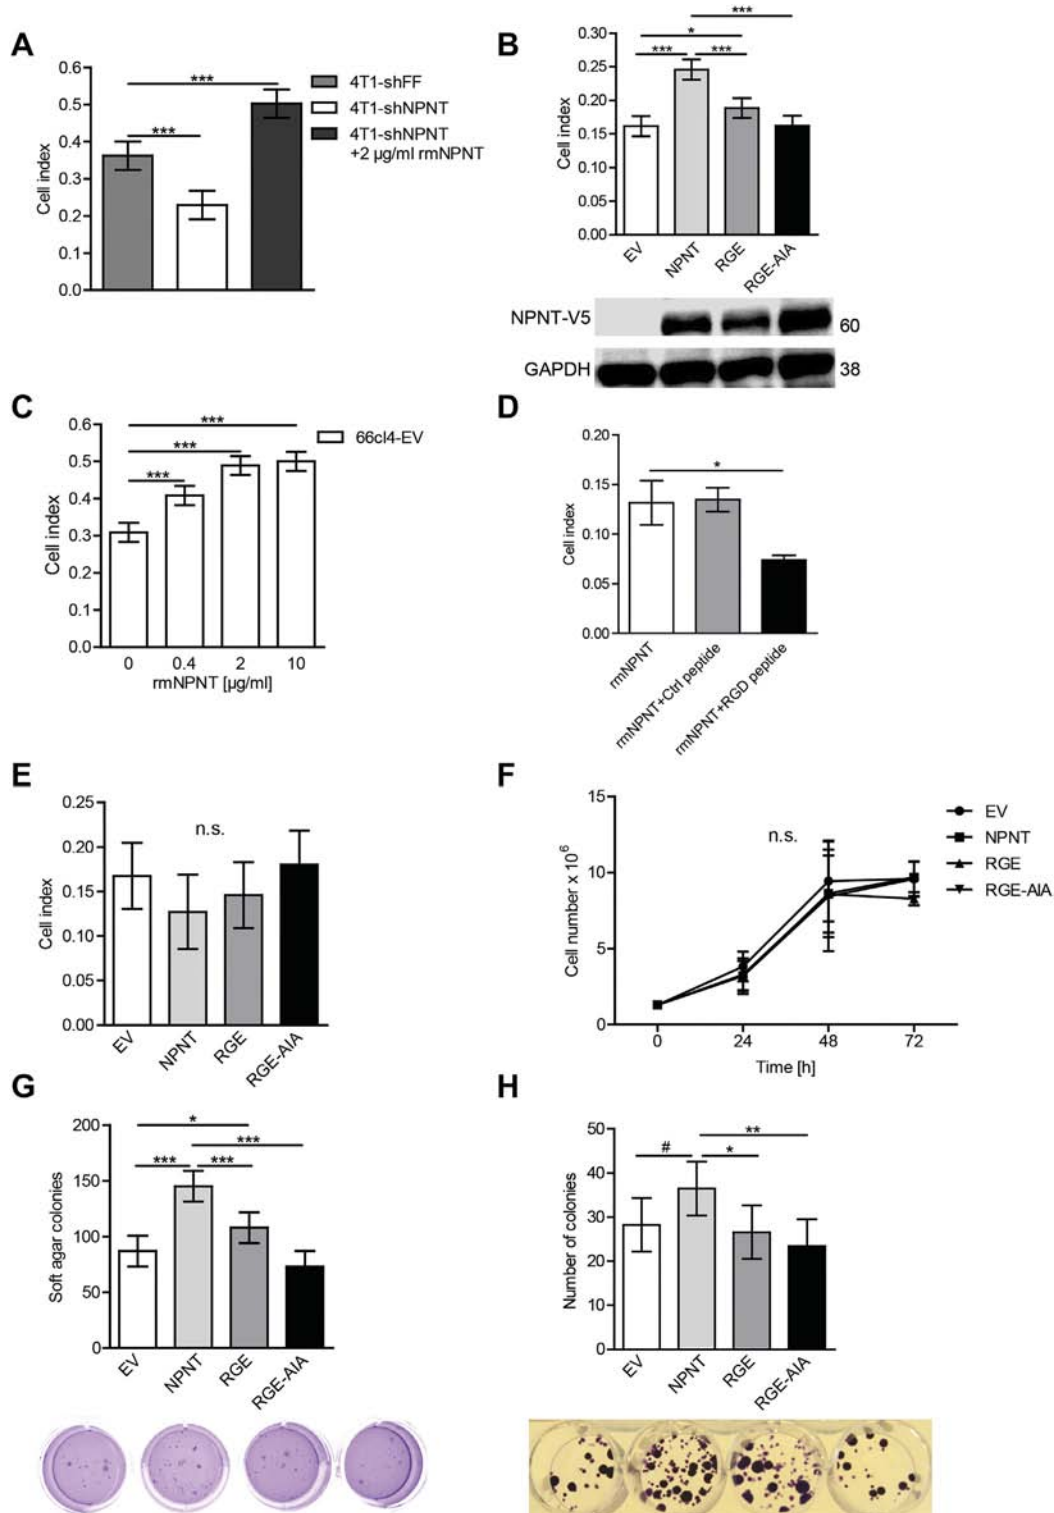 A
0.6
0.5
0.4
0.3
0.2
0.1
0.0
Cell index
***
***
4T1-shFF
4T1-shNPNT
4T1-shNPNT
+2 µg/ml rmNPNT
B
0.30
0.25
0.20
0.15
0.10
0.05
0.00
Cell index
***
*
*** ***
EV NPNT RGE RGE-AIA
NPNT-V5 60
GAPDH 38
C
0.6
0.5
0.4
0.3
0.2
0.1
0.0
Cell index
***
***
***
66cl4-EV
0 0.4 2 10
rmNPNT [µg/ml]
D
0.20
0.15
0.10
0.05
0.00
Cell index
*
rmNPNT
rmNPNT+Ctrl peptide
rmNPNT+RGD peptide
E
0.25
0.20
0.15
0.10
0.05
0.00
Cell index
n.s.
EV NPNT RGE RGE-AIA
F
15
10
5
0
Cell number x 10⁶
n.s.
EV
NPNT
RGE
RGE-AIA
0 24 48 72
Time [h]
G
200
150
100
50
0
Soft agar colonies
*
***
*** ***
EV NPNT RGE RGE-AIA
H
50
40
30
20
10
0
Number of colonies
**
# *
EV NPNT RGE RGE-AIA